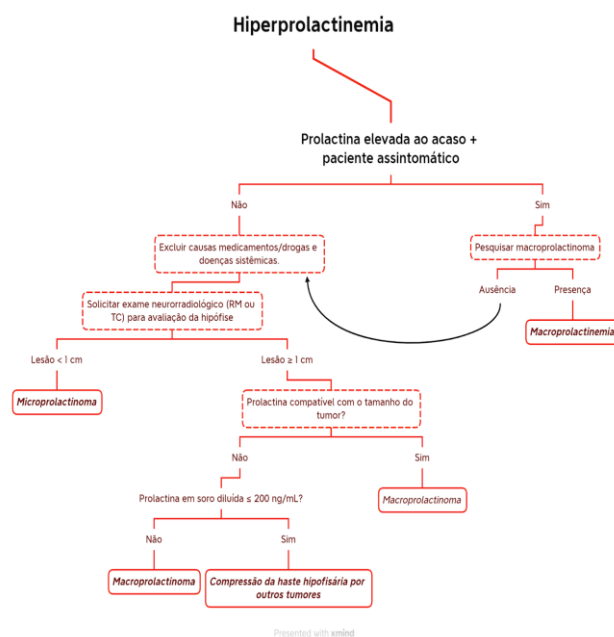 Hiperprolactinemia
Prolactina elevada ao acaso +
paciente assintomático
Não
Sim
Excluir causas medicamentos/drogas e
doenças sistêmicas.
Pesquisar macroprolactinoma
Solicitar exame neurorradiológico (RM ou
TC) para avaliação da hipófise
Ausência
Presença
Macroprolactinemia
Lesão < 1 cm
Lesão ≥ 1 cm
Microprolactinoma
Prolactina compatível com o tamanho do
tumor?
Não
Sim
Prolactina em soro diluída ≤ 200 ng/mL?
Macroprolactinoma
Não
Sim
Macroprolactinoma
Compressão da haste hipofisária por
outros tumores
Presented with xmind